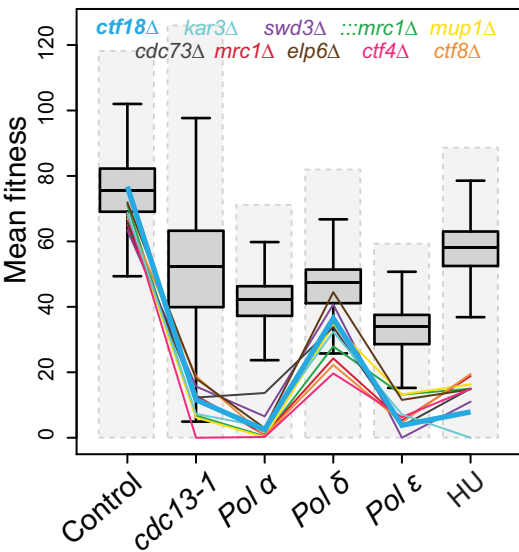 ctf18Δ kar3Δ swd3Δ :::mrc1Δ mup1Δ
cdc73Δ mrc1Δ elp6Δ ctf4Δ ctf8Δ
Mean fitness
120
100
80
60
40
20
0
Control cdc13-1 Pol α Pol δ Pol ε HU